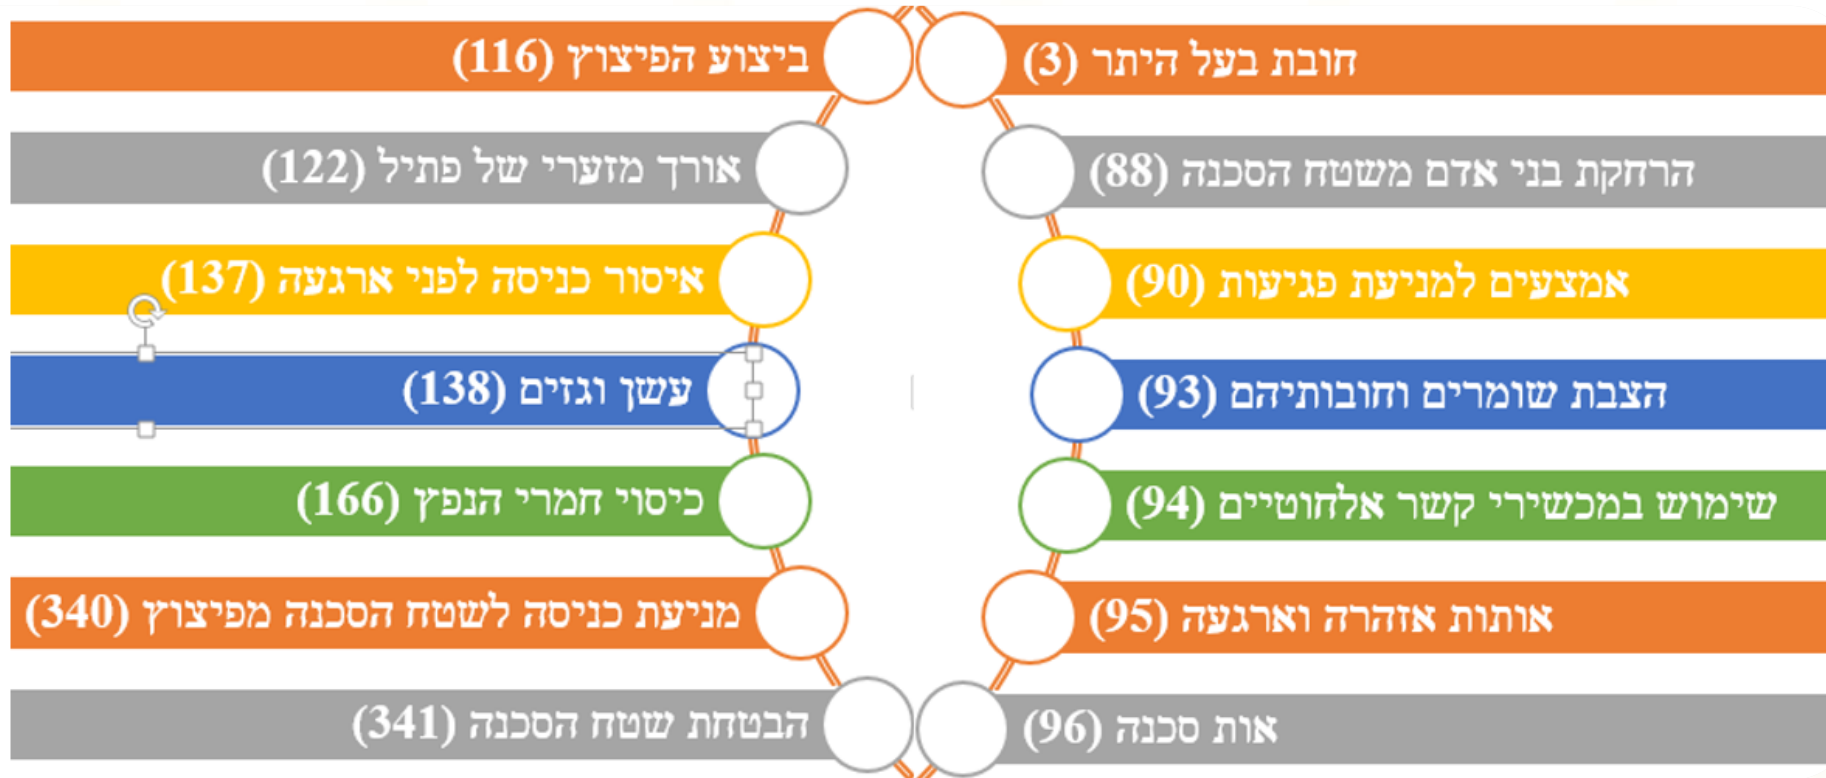 חובת בעל היתר (3)
הרחקת בני אדם משטח הסכנה (88)
אמצעים למניעת פגיעות (90)
הצבת שומרים וחובותיהם (93)
שימוש במכשירי קשר אלחוטיים (94)
אותות אזהרה וארגעה (95)
אות סכנה (96)
ביצוע הפיצוץ (116)
אורך מזערי של פתיל (122)
איסור כניסה לפני ארגעה (137)
עשן וגזים (138)
כיסוי חמרי הנפץ (166)
מניעת כניסה לשטח הסכנה מפיצוץ (340)
הבטחת שטח הסכנה (341)